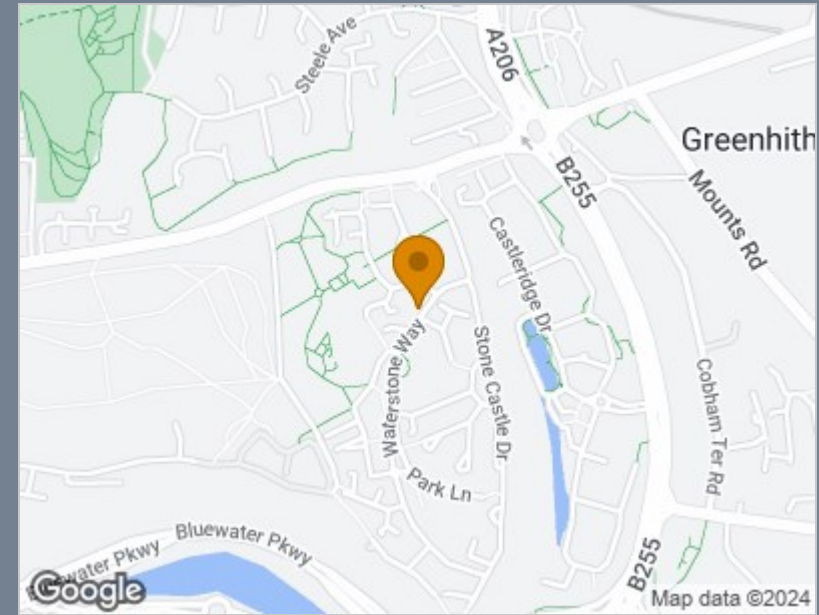 Steele Ave
A206
Greenhith
B255
Mounts Rd
Castleridge Dr
Waterstone Way
Stone Castle Dr
Cobham Ter Rd
Park Ln
Bluewater Pkwy
Bluewater Pkwy
B255
Google
Map data ©2024